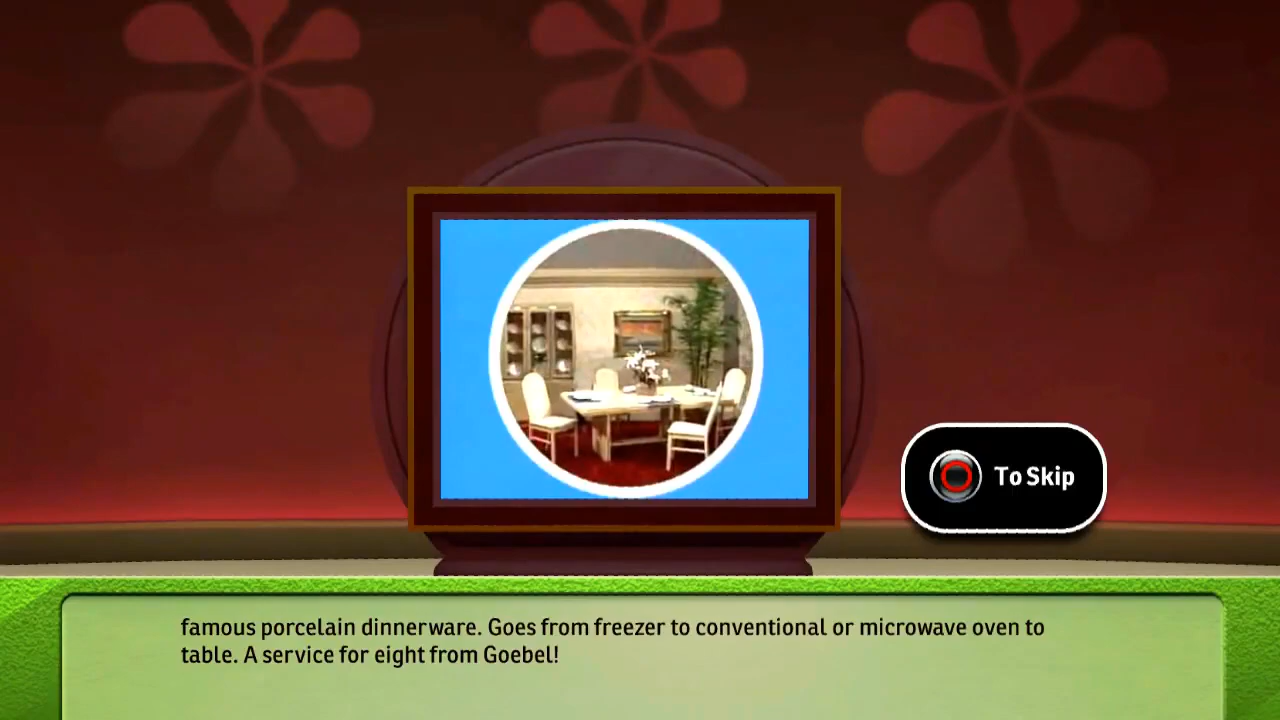 To Skip
famous porcelain dinnerware. Goes from freezer to conventional or microwave oven to
table. A service for eight from Goebel!